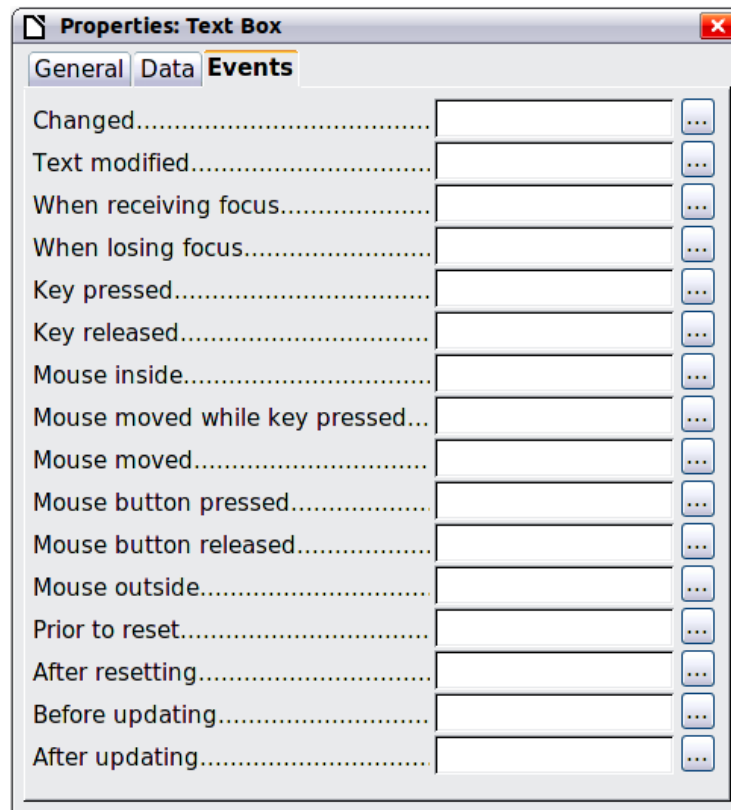 Properties: Text Box
General Data Events
Changed....................................... ...
Text modified................................ ...
When receiving focus................ ...
When losing focus......................... ...
Key pressed.................................. ...
Key released................................. ...
Mouse inside................................. ...
Mouse moved while key pressed... ...
Mouse moved............................... ...
Mouse button pressed.................. ...
Mouse button released.................. ...
Mouse outside............................... ...
Prior to reset................................. ...
After resetting............................... ...
Before updating............................ ...
After updating............................... ...